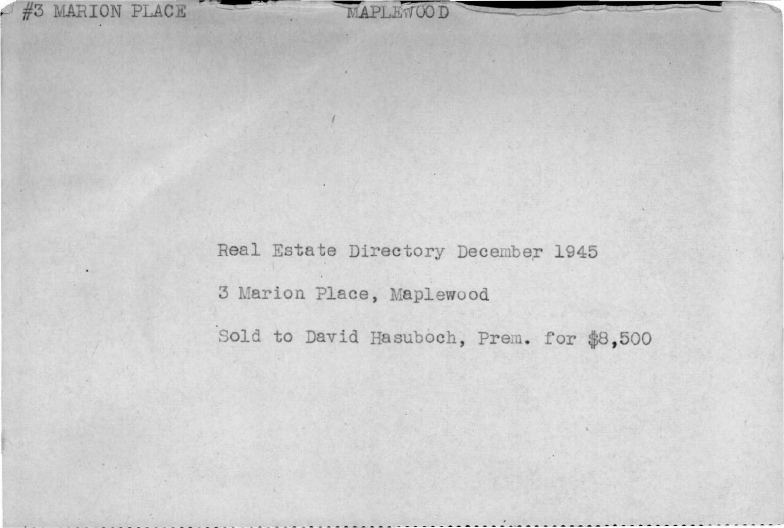 #3 MARION PLACE MAPLEWOOD
Real Estate Directory December 1945
3 Marion Place, Maplewood
Sold to David Hasuboch, Prem. for $8,500